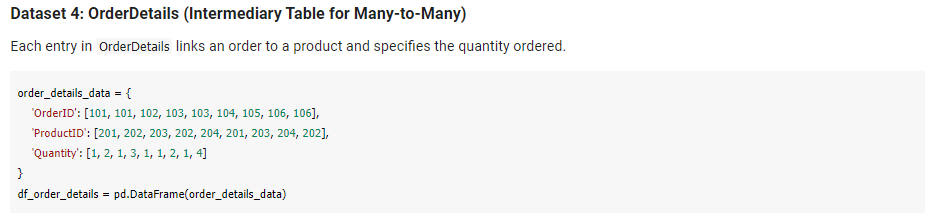 Dataset 4: OrderDetails (Intermediary Table for Many-to-Many)
Each entry in OrderDetails links an order to a product and specifies the quantity ordered.
order_details_data = {
'OrderID': [101, 101, 102, 103, 103, 104, 105, 106, 106],
'ProductID': [201, 202, 203, 202, 204, 201, 203, 204, 202],
'Quantity': [1, 2, 1, 3, 1, 1, 2, 1, 4]
}
df_order_details = pd.DataFrame(order_details_data)